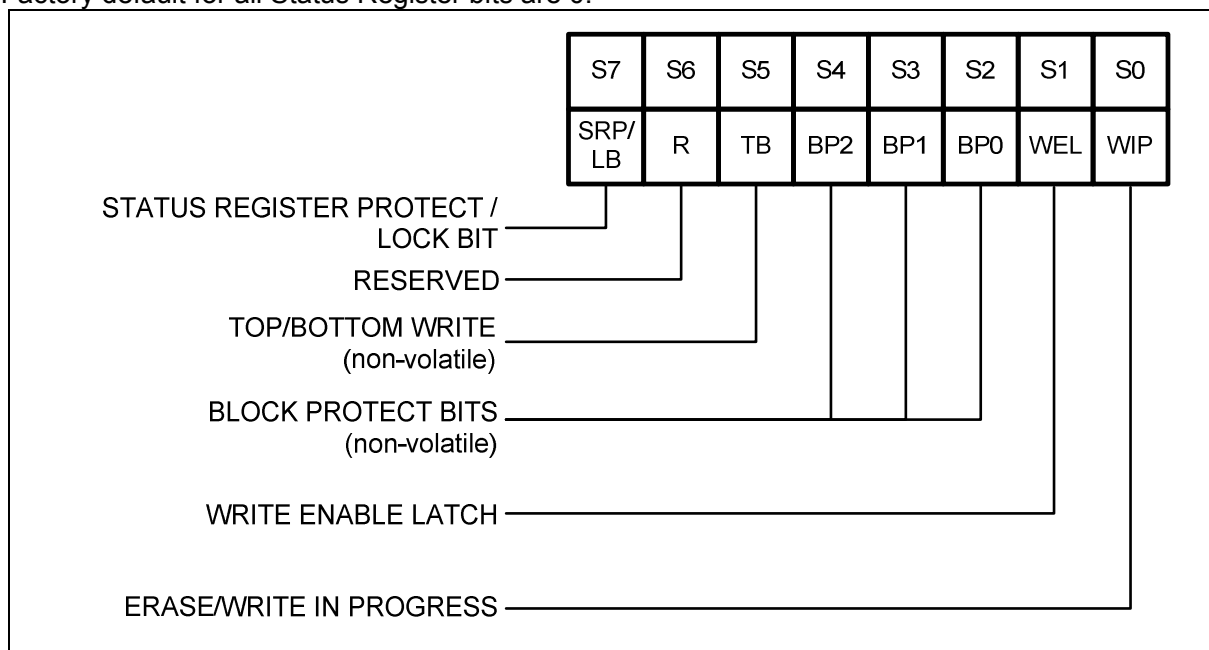 Factory default for all Status Register bits are 0.
S7 S6 S5 S4 S3 S2 S1 S0
SRP/
LB R TB BP2 BP1 BP0 WEL WIP
STATUS REGISTER PROTECT /
LOCK BIT
RESERVED
TOP/BOTTOM WRITE
(non-volatile)
BLOCK PROTECT BITS
(non-volatile)
WRITE ENABLE LATCH
ERASE/WRITE IN PROGRESS